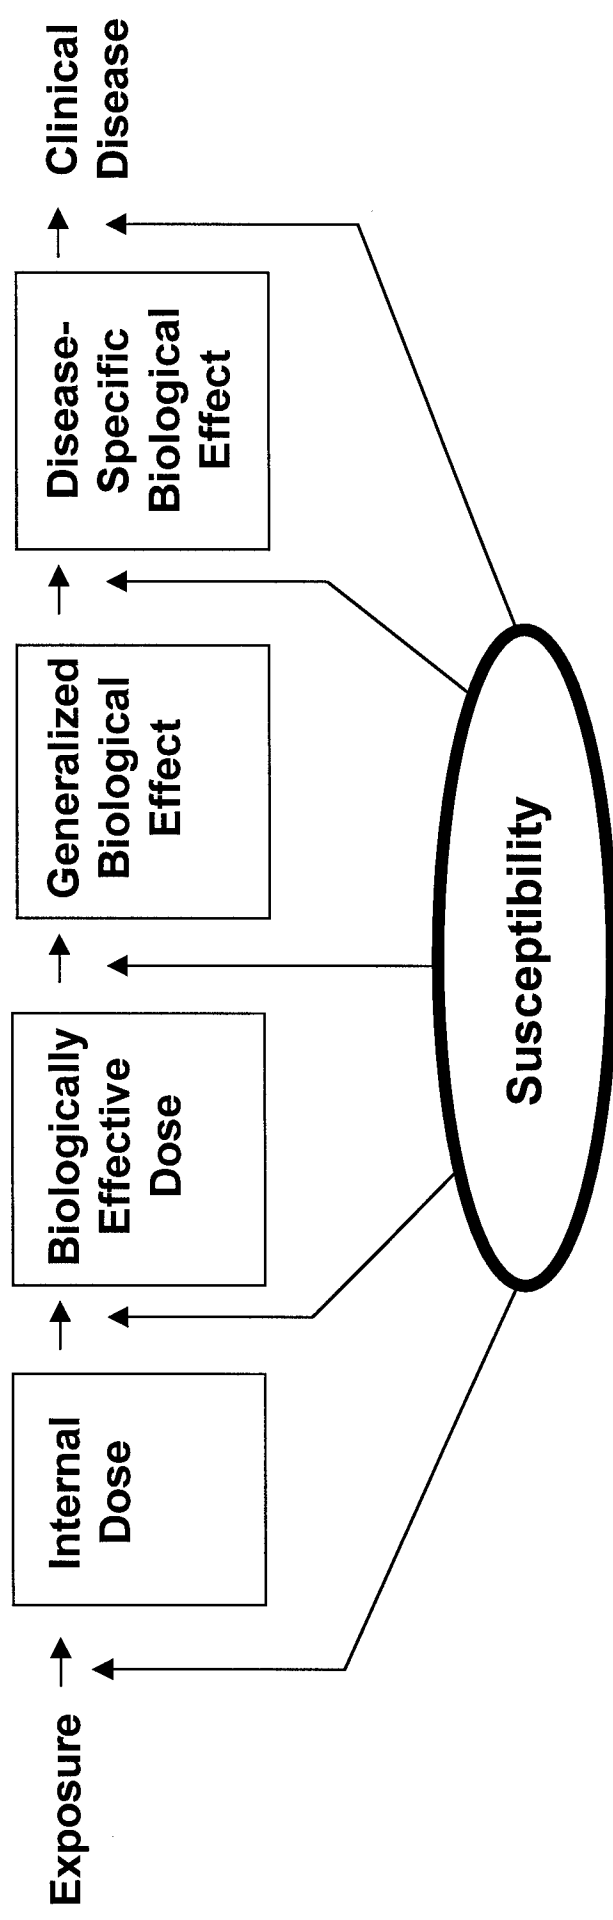 Exposure
Internal
Dose
Biologically
Effective
Dose
Generalized
Biological
Effect
Disease-
Specific
Biological
Effect
Clinical
Disease
Susceptibility